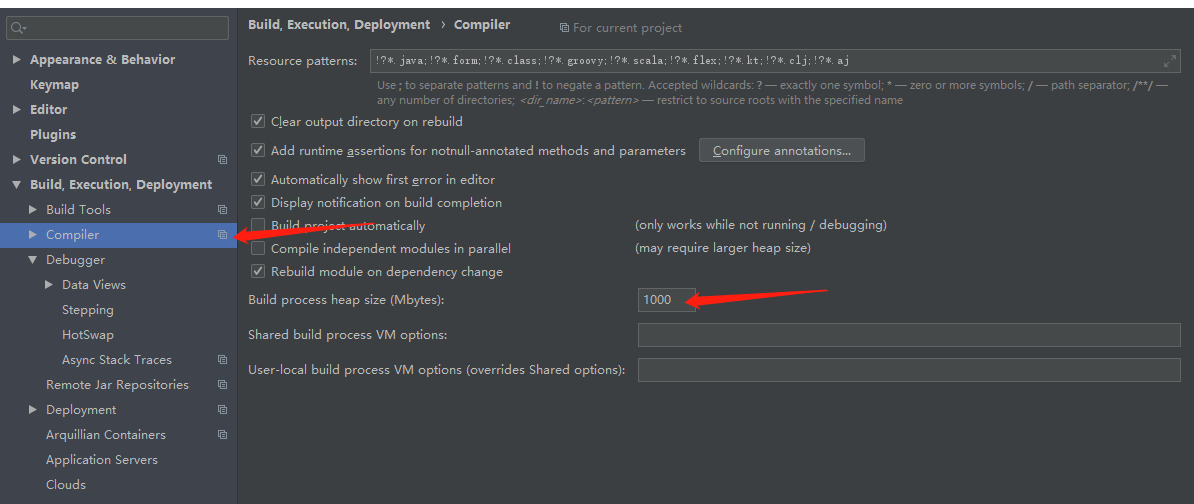 Appearance & Behavior
Keymap
Editor
Plugins
Version Control
Build, Execution, Deployment
Build Tools
Compiler
Debugger
Data Views
Stepping
HotSwap
Async Stack Traces
Remote Jar Repositories
Deployment
Arquillian Containers
Application Servers
Clouds
Build, Execution, Deployment › Compiler
For current project
Resource patterns: !?*.java;!?*.form;!?*.class;!?*.groovy;!?*.scala;!?*.flex;!?*.kt;!?*.clj;!?*.aj
Use ; to separate patterns and ! to negate a pattern. Accepted wildcards: ? — exactly one symbol; * — zero or more symbols; / — path separator; /**/ —
any number of directories; <dir_name>:<pattern> — restrict to source roots with the specified name
Clear output directory on rebuild
Add runtime assertions for notnull-annotated methods and parameters Configure annotations...
Automatically show first error in editor
Display notification on build completion
Build project automatically (only works while not running / debugging)
Compile independent modules in parallel (may require larger heap size)
Rebuild module on dependency change
Build process heap size (Mbytes): 1000
Shared build process VM options:
User-local build process VM options (overrides Shared options):